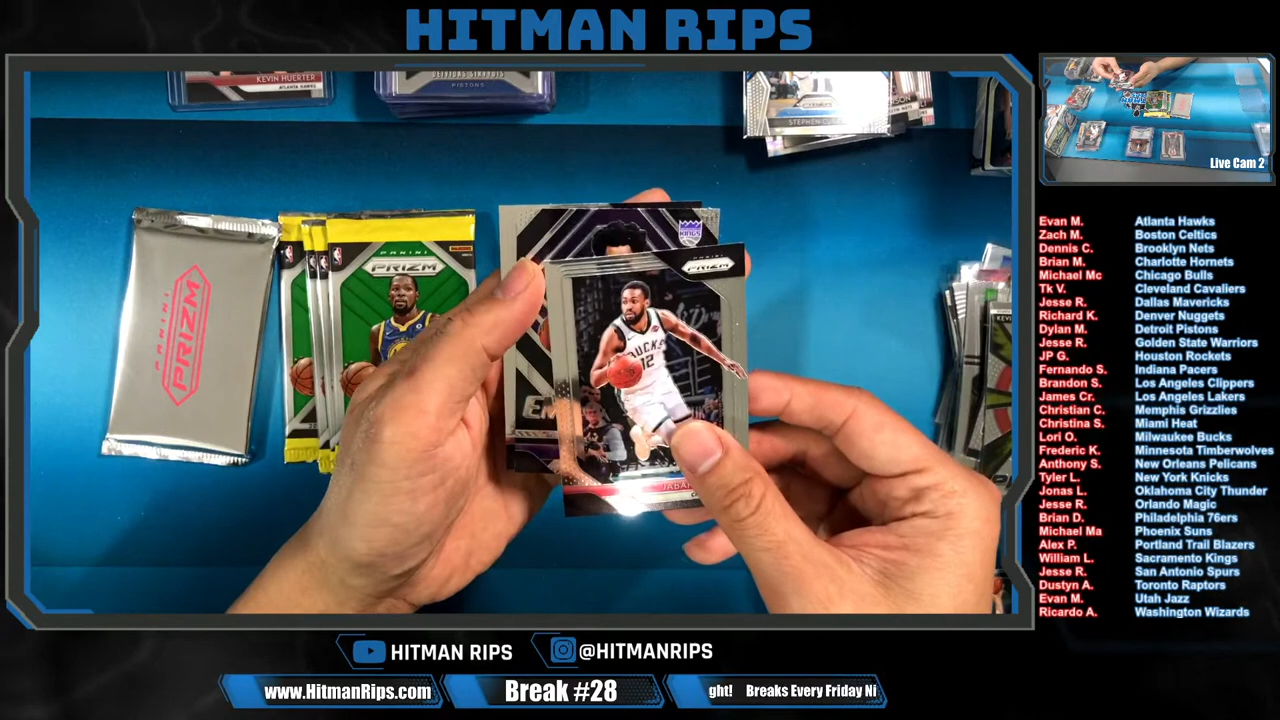 HITMAN RIPS
KEVIN HUERTER
ATLANTA HAWKS
PISTONS
STEPHEN CU
Live Cam 2
PANINI
PRIZM
PANINI
PRIZM
KINGS
PRIZM
BUCKS
12
JABAR
Evan M. Atlanta Hawks
Zach M. Boston Celtics
Dennis C. Brooklyn Nets
Brian M. Charlotte Hornets
Michael Mc Chicago Bulls
Tk V. Cleveland Cavaliers
Jesse R. Dallas Mavericks
Richard K. Denver Nuggets
Dylan M. Detroit Pistons
Jesse R. Golden State Warriors
JP G. Houston Rockets
Fernando S. Indiana Pacers
Brandon S. Los Angeles Clippers
James Cr. Los Angeles Lakers
Christian C. Memphis Grizzlies
Christina S. Miami Heat
Lori O. Milwaukee Bucks
Frederic K. Minnesota Timberwolves
Anthony S. New Orleans Pelicans
Tyler L. New York Knicks
Jonas L. Oklahoma City Thunder
Jesse R. Orlando Magic
Brian D. Philadelphia 76ers
Michael Ma Phoenix Suns
Alex P. Portland Trail Blazers
William L. Sacramento Kings
Jesse R. San Antonio Spurs
Dustyn A. Toronto Raptors
Evan M. Utah Jazz
Ricardo A. Washington Wizards
HITMAN RIPS
@HITMANRIPS
www.HitmanRips.com
Break #28
ght! Breaks Every Friday Ni